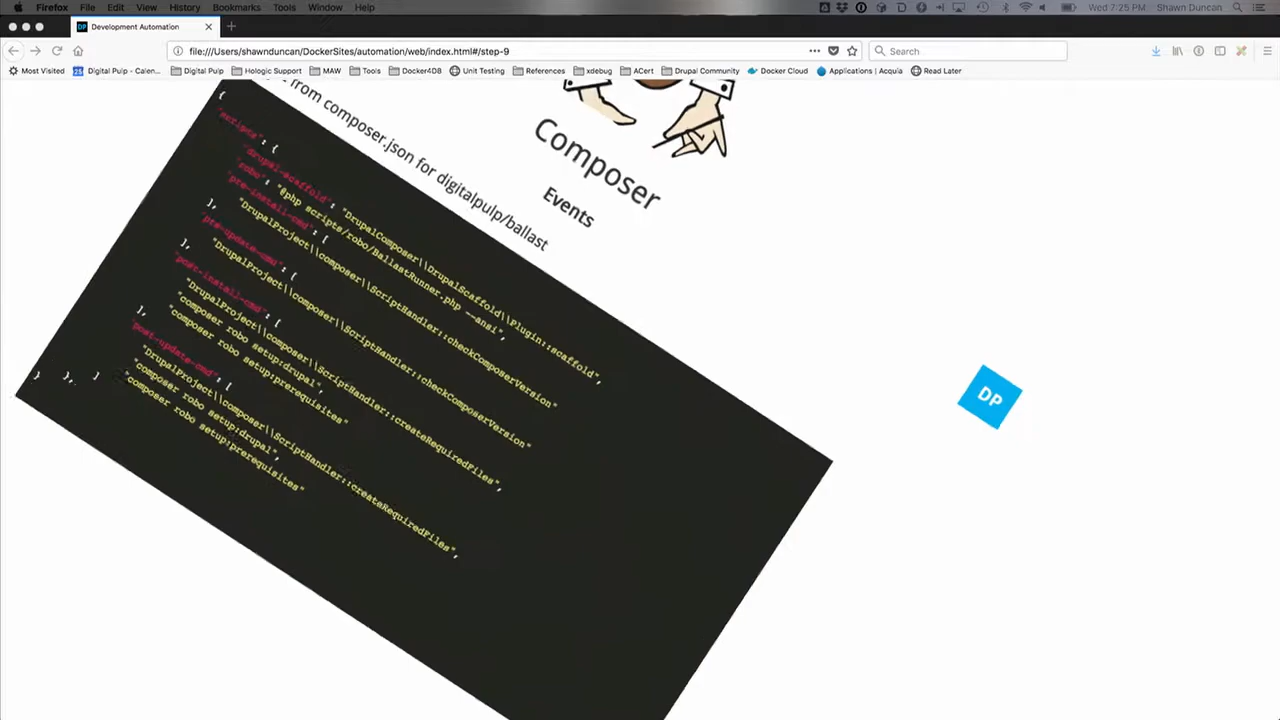 Firefox File Edit View History Bookmarks Tools Window Help
Wed 7:25 PM Shawn Duncan
DP Development Automation
file:///Users/shawnduncan/DockerSites/automation/web/index.html#/step-9
Search
Most Visited Digital Pulp - Calen... Digital Pulp Hologic Support MAW Tools Docker4DB Unit Testing References xdebug ACert Drupal Community Docker Cloud Applications | Acquia Read Later
Composer
Events
from composer.json for digitalpulp/ballast
{
"scripts": {
"drupal-scaffold": "DrupalComposer\\DrupalScaffold\\Plugin::scaffold",
"robo": "@php scripts/robo/BallastRunner.php --ansi",
"pre-install-cmd": [
"DrupalProject\\composer\\ScriptHandler::checkComposerVersion"
],
"pre-update-cmd": [
"DrupalProject\\composer\\ScriptHandler::checkComposerVersion"
],
"post-install-cmd": [
"DrupalProject\\composer\\ScriptHandler::createRequiredFiles",
"composer robo setup:drupal",
"composer robo setup:prerequisites"
],
"post-update-cmd": [
"DrupalProject\\composer\\ScriptHandler::createRequiredFiles",
"composer robo setup:drupal",
"composer robo setup:prerequisites"
]
},
}
DP